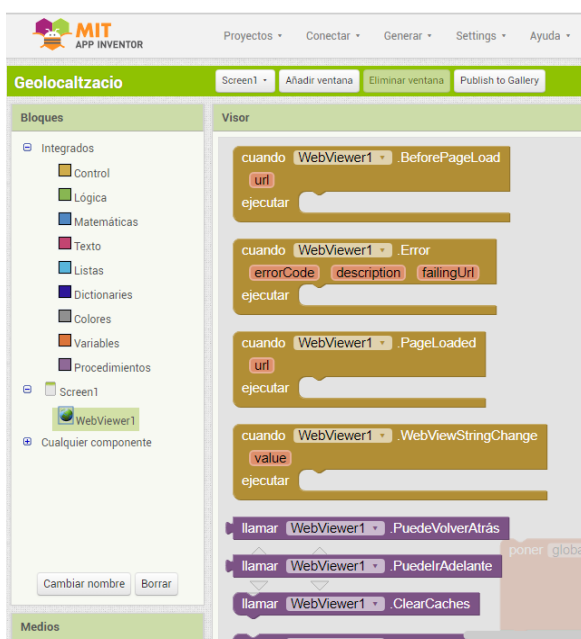 MIT
APP INVENTOR
Proyectos Conectar Generar Settings Ayuda
Geolocaltzacio
Screen1 Añadir ventana Eliminar ventana Publish to Gallery
Bloques
Visor
Integrados
Control
Lógica
Matemáticas
Texto
Listas
Dictionaries
Colores
Variables
Procedimientos
Screen1
WebViewer1
Cualquier componente
Cambiar nombre Borrar
Medios
cuando WebViewer1 .BeforePageLoad
url
ejecutar
cuando WebViewer1 .Error
errorCode description failingUrl
ejecutar
cuando WebViewer1 .PageLoaded
url
ejecutar
cuando WebViewer1 .WebViewStringChange
value
ejecutar
llamar WebViewer1 .PuedeVolverAtrás
llamar WebViewer1 .PuedeIrAdelante
llamar WebViewer1 .ClearCaches
poner globa